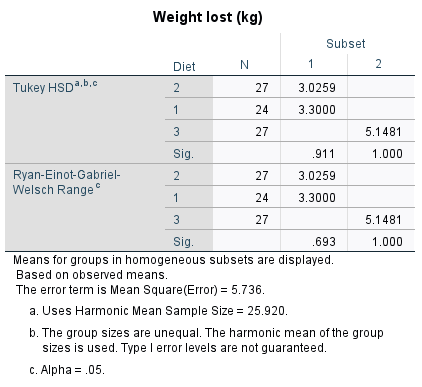 Weight lost (kg)
Subset
Diet N 1 2
Tukey HSDa,b,c 2 27 3.0259
1 24 3.3000
3 27 5.1481
Sig. .911 1.000
Ryan-Einot-Gabriel-
Welsch Range c 2 27 3.0259
1 24 3.3000
3 27 5.1481
Sig. .693 1.000
Means for groups in homogeneous subsets are displayed.
Based on observed means.
The error term is Mean Square(Error) = 5.736.
a. Uses Harmonic Mean Sample Size = 25.920.
b. The group sizes are unequal. The harmonic mean of the group
sizes is used. Type I error levels are not guaranteed.
c. Alpha = .05.